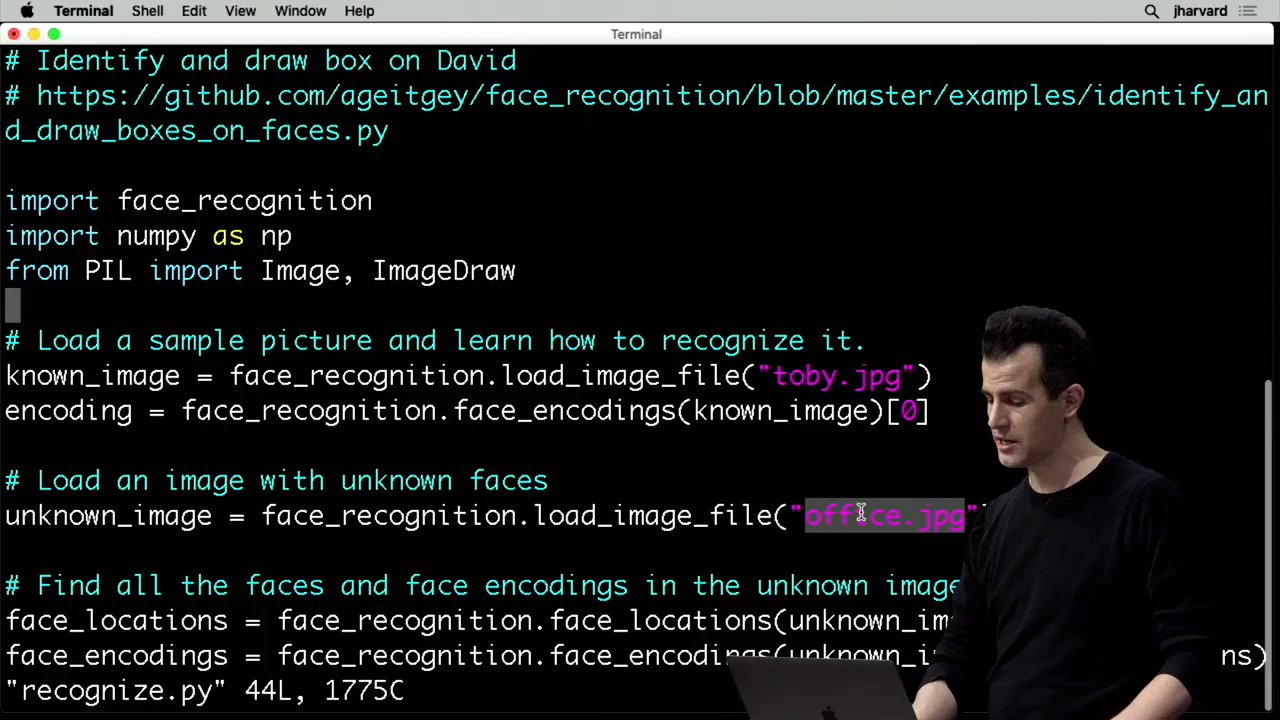 Terminal Shell Edit View Window Help jharvard
Terminal
# Identify and draw box on David
# https://github.com/ageitgey/face_recognition/blob/master/examples/identify_an
d_draw_boxes_on_faces.py
import face_recognition
import numpy as np
from PIL import Image, ImageDraw
# Load a sample picture and learn how to recognize it.
known_image = face_recognition.load_image_file("toby.jpg")
encoding = face_recognition.face_encodings(known_image)[0]
# Load an image with unknown faces
unknown_image = face_recognition.load_image_file("office.jpg"
# Find all the faces and face encodings in the unknown image
face_locations = face_recognition.face_locations(unknown_im
face_encodings = face_recognition.face_encodings(unknown_i ns)
"recognize.py" 44L, 1775C